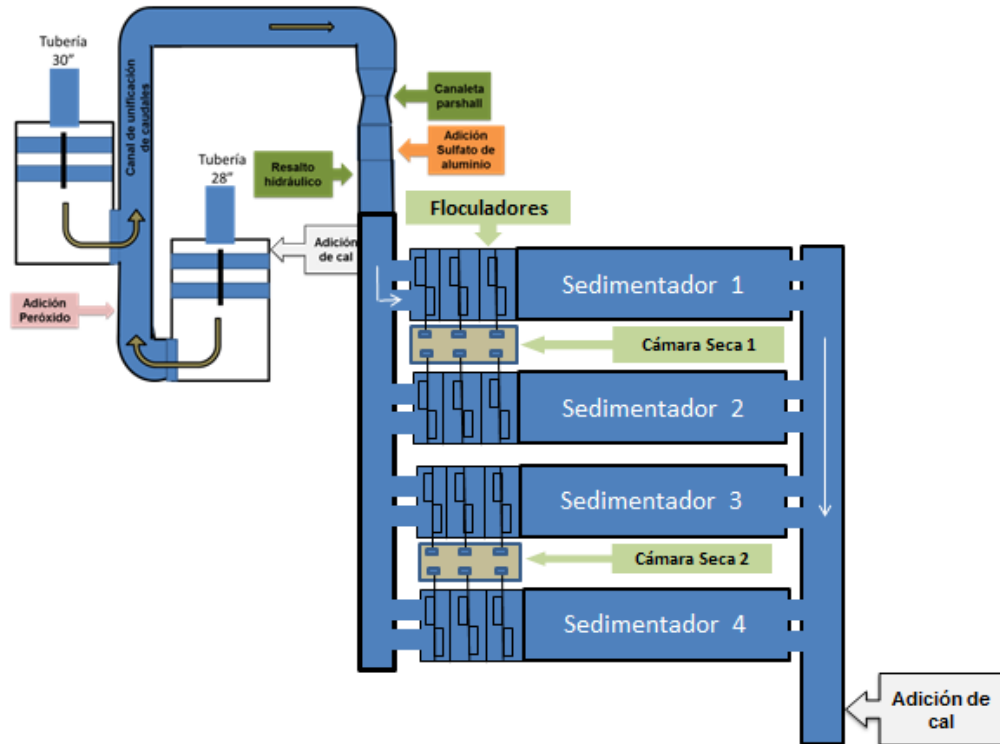 Tubería
30”
Canal de unificación
de caudales
Canaleta
parshall
Adición
Sulfato de
aluminio
Tubería
28”
Resalto
hidráulico
Floculadores
Adición
de cal
Adición
Peróxido
Sedimentador 1
Cámara Seca 1
Sedimentador 2
Sedimentador 3
Cámara Seca 2
Sedimentador 4
Adición de
cal